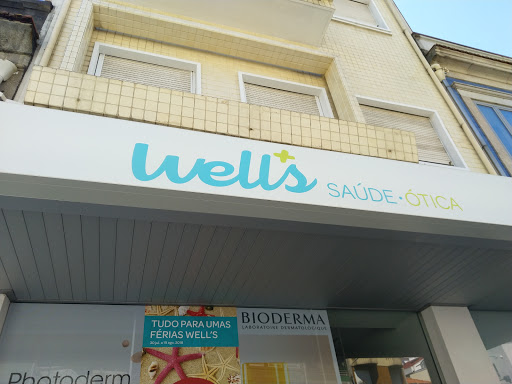 well's
SAÚDE · ÓTICA
TUDO PARA UMAS
FÉRIAS WELL'S
BIODERMA
LABORATOIRE DERMATOLOGIQUE
Photoderm